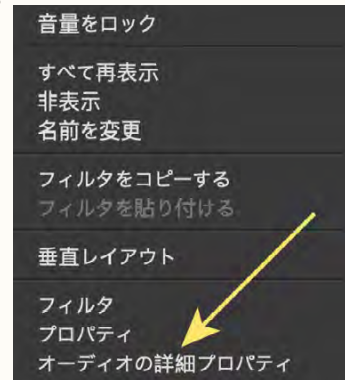 音量をロック
すべて再表示
非表示
名前を変更
フィルタをコピーする
フィルタを貼り付ける
垂直レイアウト
フィルタ
プロパティ
オーディオの詳細プロパティ